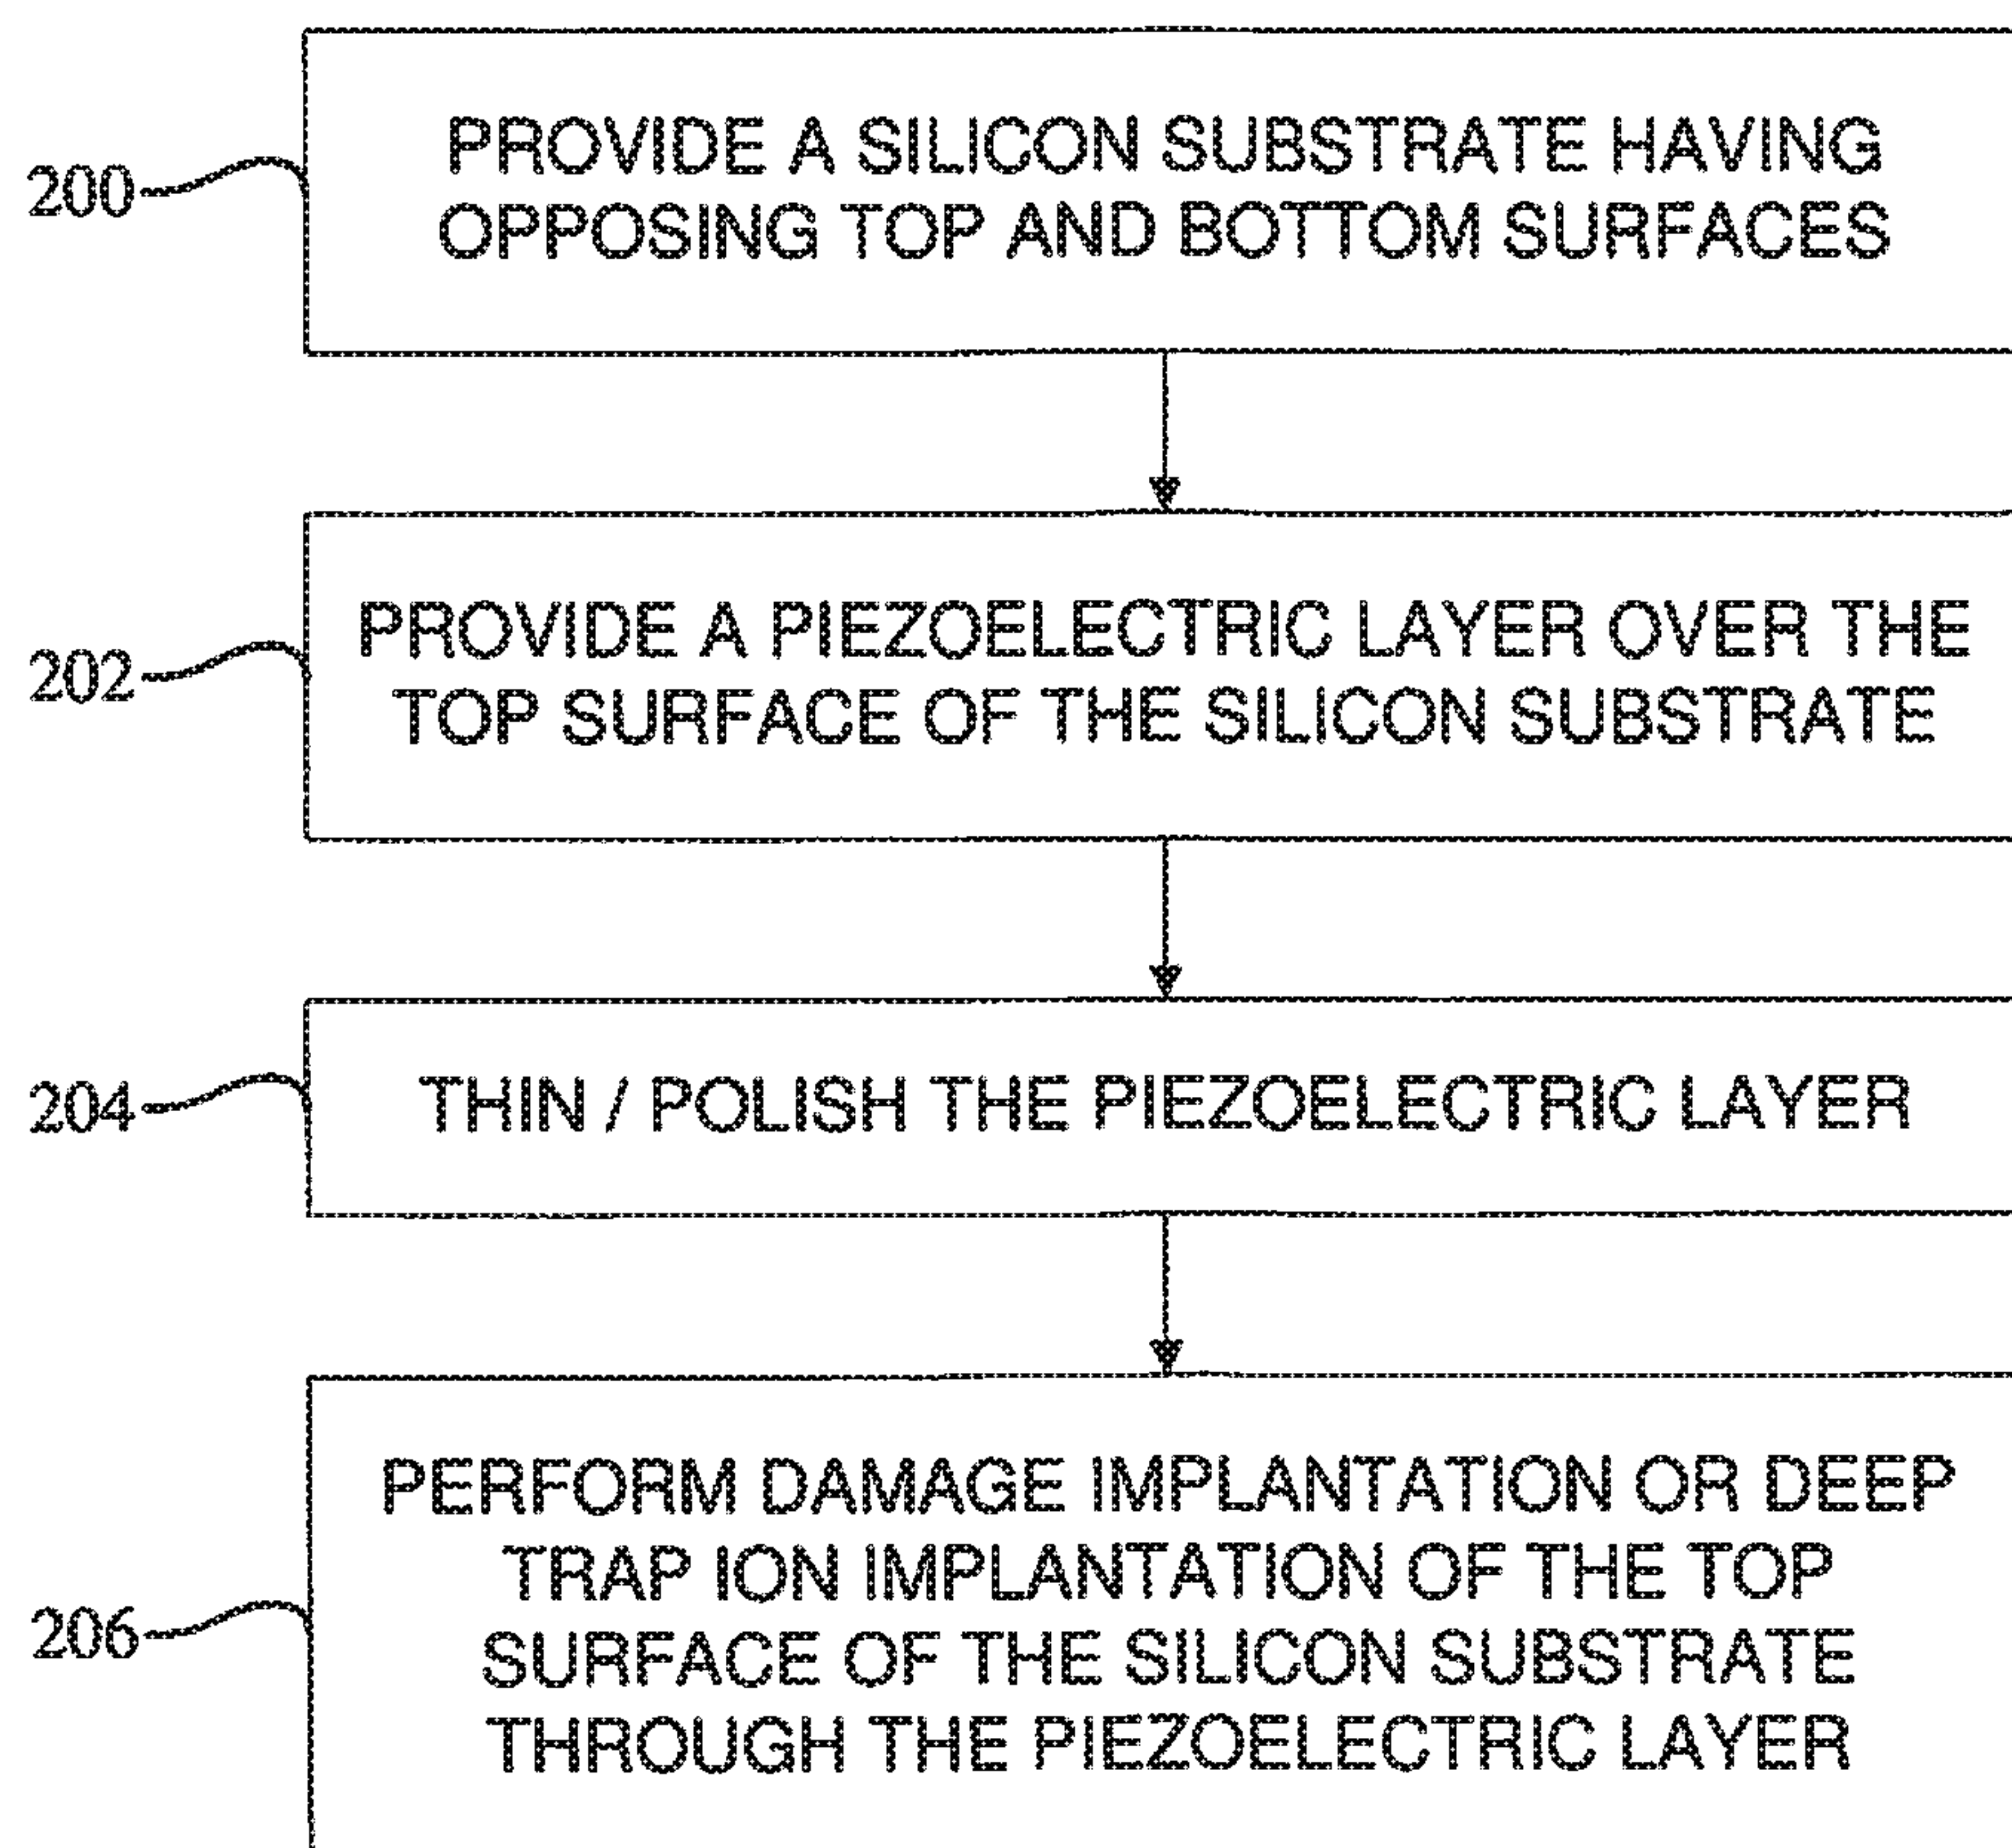 200
PROVIDE A SILICON SUBSTRATE HAVING
OPPOSING TOP AND BOTTOM SURFACES
202
PROVIDE A PIEZOELECTRIC LAYER OVER THE
TOP SURFACE OF THE SILICON SUBSTRATE
204
THIN / POLISH THE PIEZOELECTRIC LAYER
206
PERFORM DAMAGE IMPLANTATION OR DEEP
TRAP ION IMPLANTATION OF THE TOP
SURFACE OF THE SILICON SUBSTRATE
THROUGH THE PIEZOELECTRIC LAYER